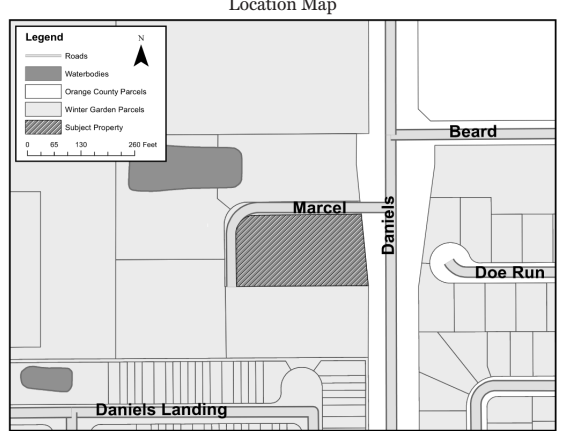 Location Map
Legend
N
Roads
Waterbodies
Orange County Parcels
Winter Garden Parcels
Subject Property
0 65 130 260 Feet
Beard
Marcel
Daniels
Doe Run
Daniels Landing